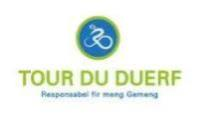 TOUR DU DUERF
Responsabel fir meng Gemeng